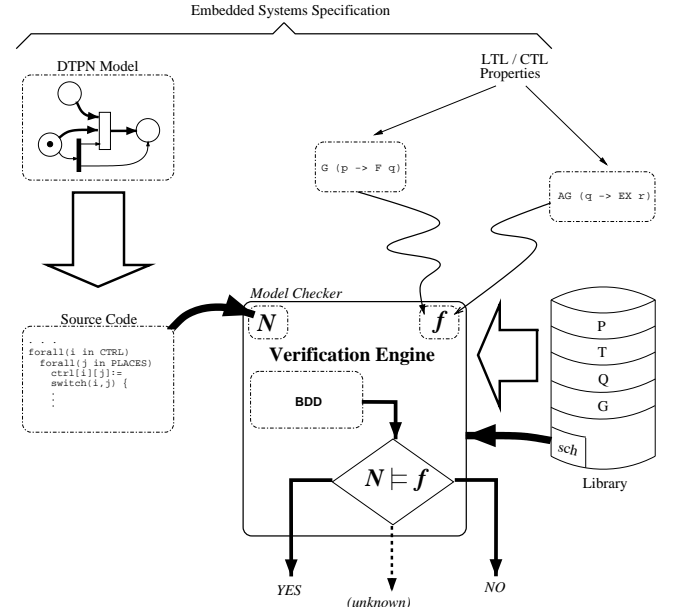 Embedded Systems Specification
DTPN Model
LTL / CTL
Properties
G (p -> F q)
AG (q -> EX r)
Source Code
. . .
forall(i in CTRL)
forall(j in PLACES)
ctrl[i][j]:=
switch(i,j) {
.
.
.
Model Checker
N
f
Verification Engine
BDD
N ⊨ f
YES
(unknown)
NO
P
T
Q
G
sch
Library